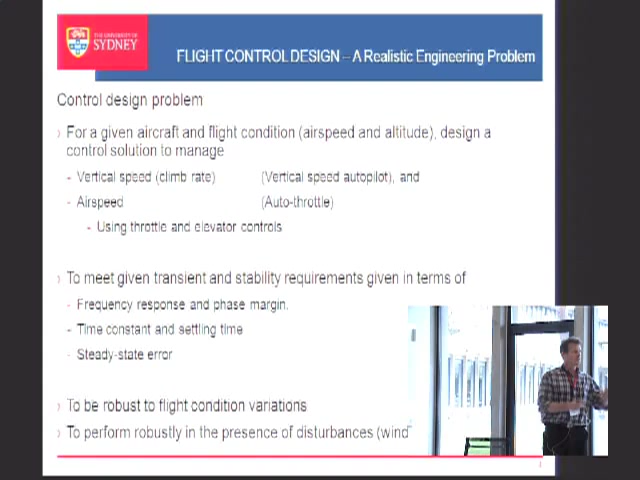 THE UNIVERSITY OF
SYDNEY
FLIGHT CONTROL DESIGN – A Realistic Engineering Problem
Control design problem
› For a given aircraft and flight condition (airspeed and altitude), design a
control solution to manage
- Vertical speed (climb rate) (Vertical speed autopilot), and
- Airspeed (Auto-throttle)
- Using throttle and elevator controls
› To meet given transient and stability requirements given in terms of
- Frequency response and phase margin.
- Time constant and settling time
- Steady-state error
› To be robust to flight condition variations
› To perform robustly in the presence of disturbances (wind